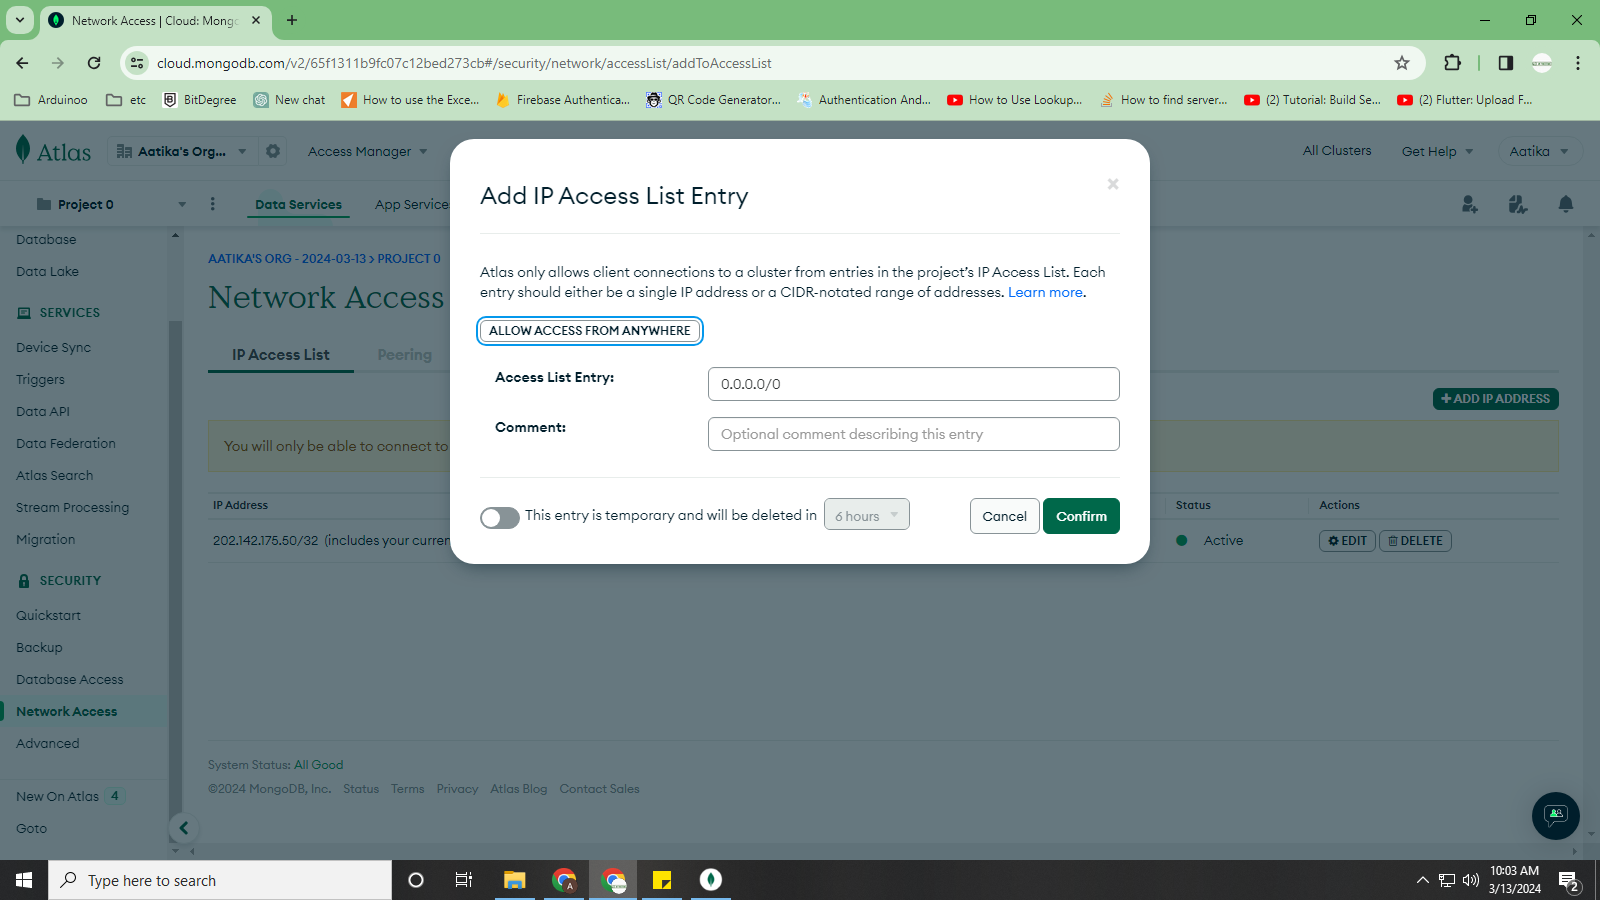 Network Access | Cloud: Mong
cloud.mongodb.com/v2/65f1311b9fc07c12bed273cb#/security/network/accessList/addToAccessList
Arduinoo
etc
BitDegree
New chat
How to use the Exce...
Firebase Authentica...
QR Code Generator...
Authentication And...
How to Use Lookup...
How to find server...
(2) Tutorial: Build Se...
(2) Flutter: Upload F...
Atlas
Aatika's Org...
Access Manager
All Clusters
Get Help
Aatika
Project 0
Data Services
App Service
Database
Data Lake
SERVICES
Device Sync
Triggers
Data API
Data Federation
Atlas Search
Stream Processing
Migration
SECURITY
Quickstart
Backup
Database Access
Network Access
Advanced
New On Atlas 4
Goto
AATIKA'S ORG - 2024-03-13 > PROJECT 0
Network Access
IP Access List
Peering
+ ADD IP ADDRESS
You will only be able to connect to
IP Address
Status
Actions
202.142.175.50/32 (includes your curren
Active
EDIT
DELETE
Add IP Access List Entry
×
Atlas only allows client connections to a cluster from entries in the project's IP Access List. Each
entry should either be a single IP address or a CIDR-notated range of addresses. Learn more.
ALLOW ACCESS FROM ANYWHERE
Access List Entry:
0.0.0.0/0
Comment:
Optional comment describing this entry
This entry is temporary and will be deleted in
6 hours
Cancel
Confirm
System Status: All Good
©2024 MongoDB, Inc. Status Terms Privacy Atlas Blog Contact Sales
Type here to search
A
10:03 AM
3/13/2024
2